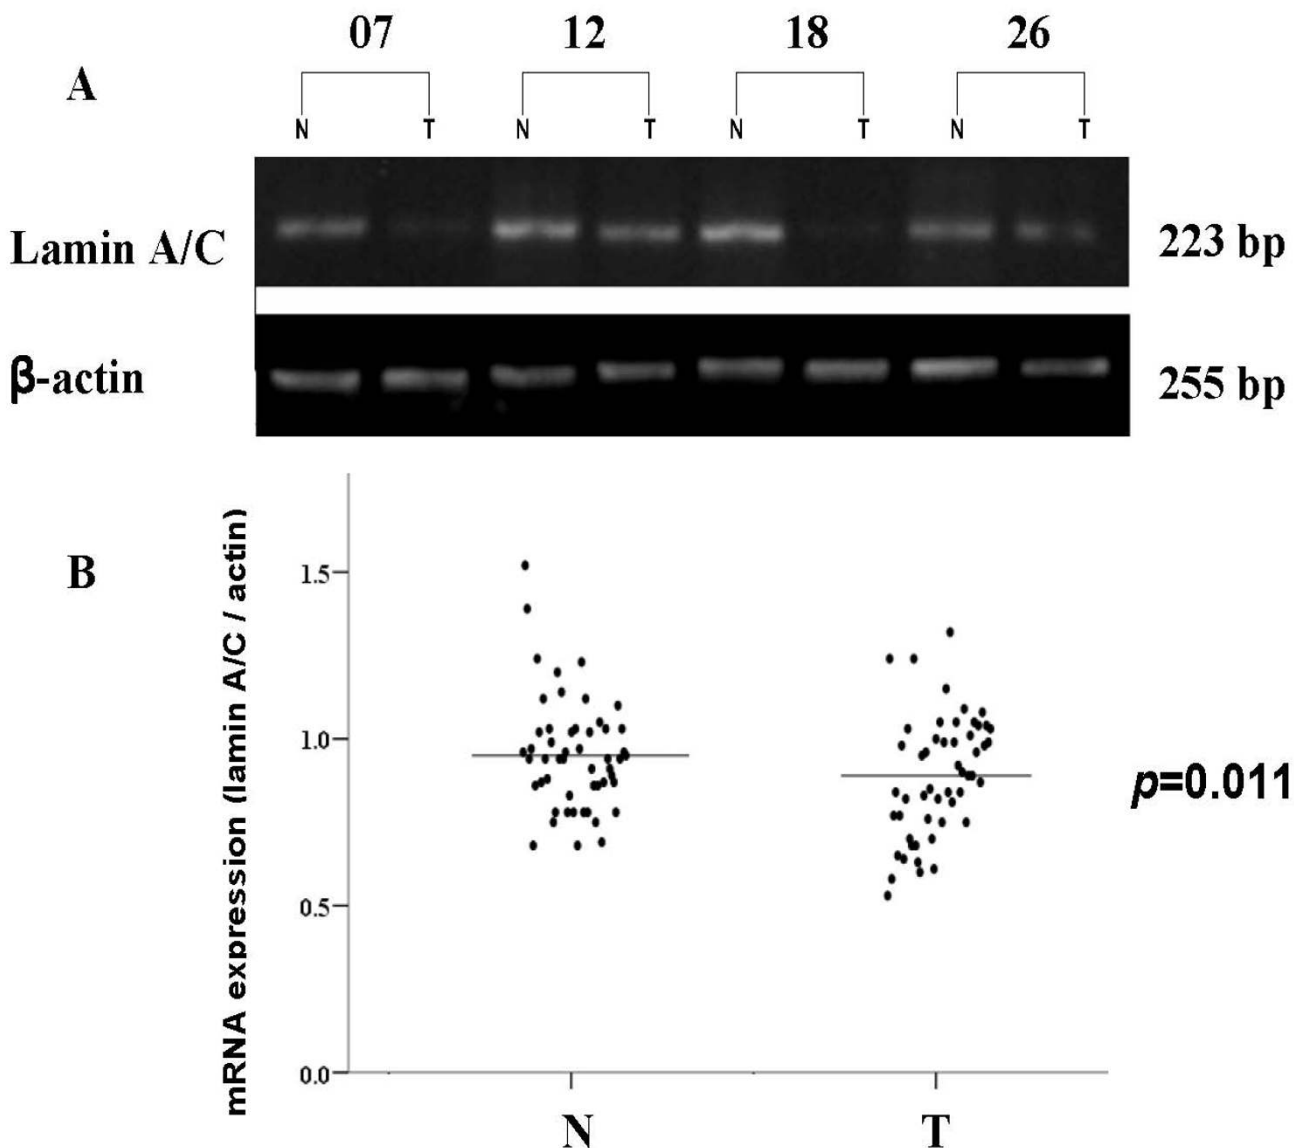 07 12 18 26
A
N T N T N T N T
Lamin A/C 223 bp
β-actin 255 bp
B
mRNA expression (lamin A/C / actin)
1.5
1.0
0.5
0.0
p=0.011
N T